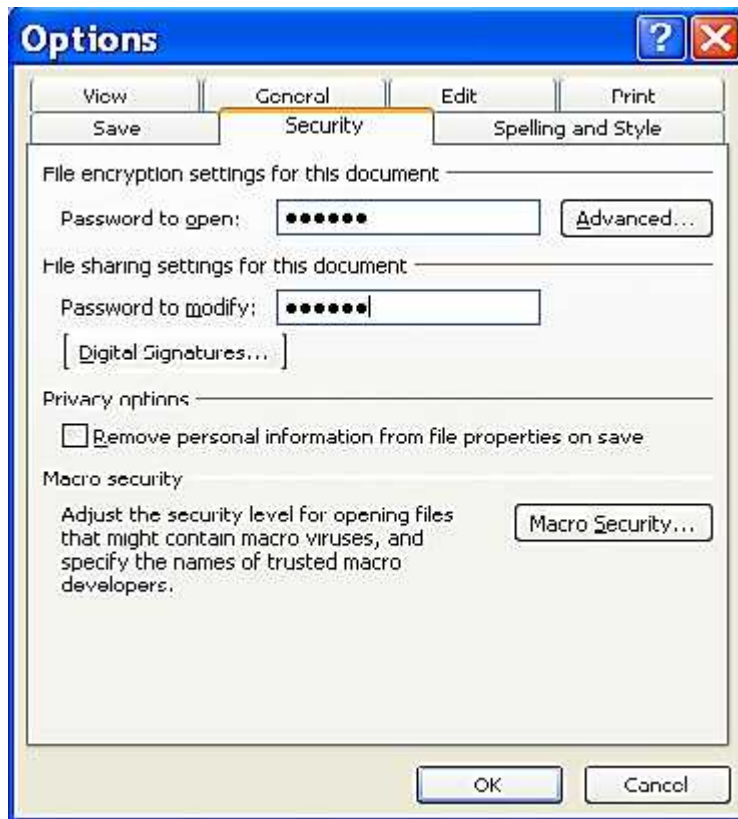 Options
View General Edit Print
Save Security Spelling and Style
File encryption settings for this document
Password to open: ●●●●●● Advanced...
File sharing settings for this document
Password to modify: ●●●●●●
Digital Signatures...
Privacy options
Remove personal information from file properties on save
Macro security
Adjust the security level for opening files
that might contain macro viruses, and
specify the names of trusted macro
developers.
Macro Security...
OK Cancel